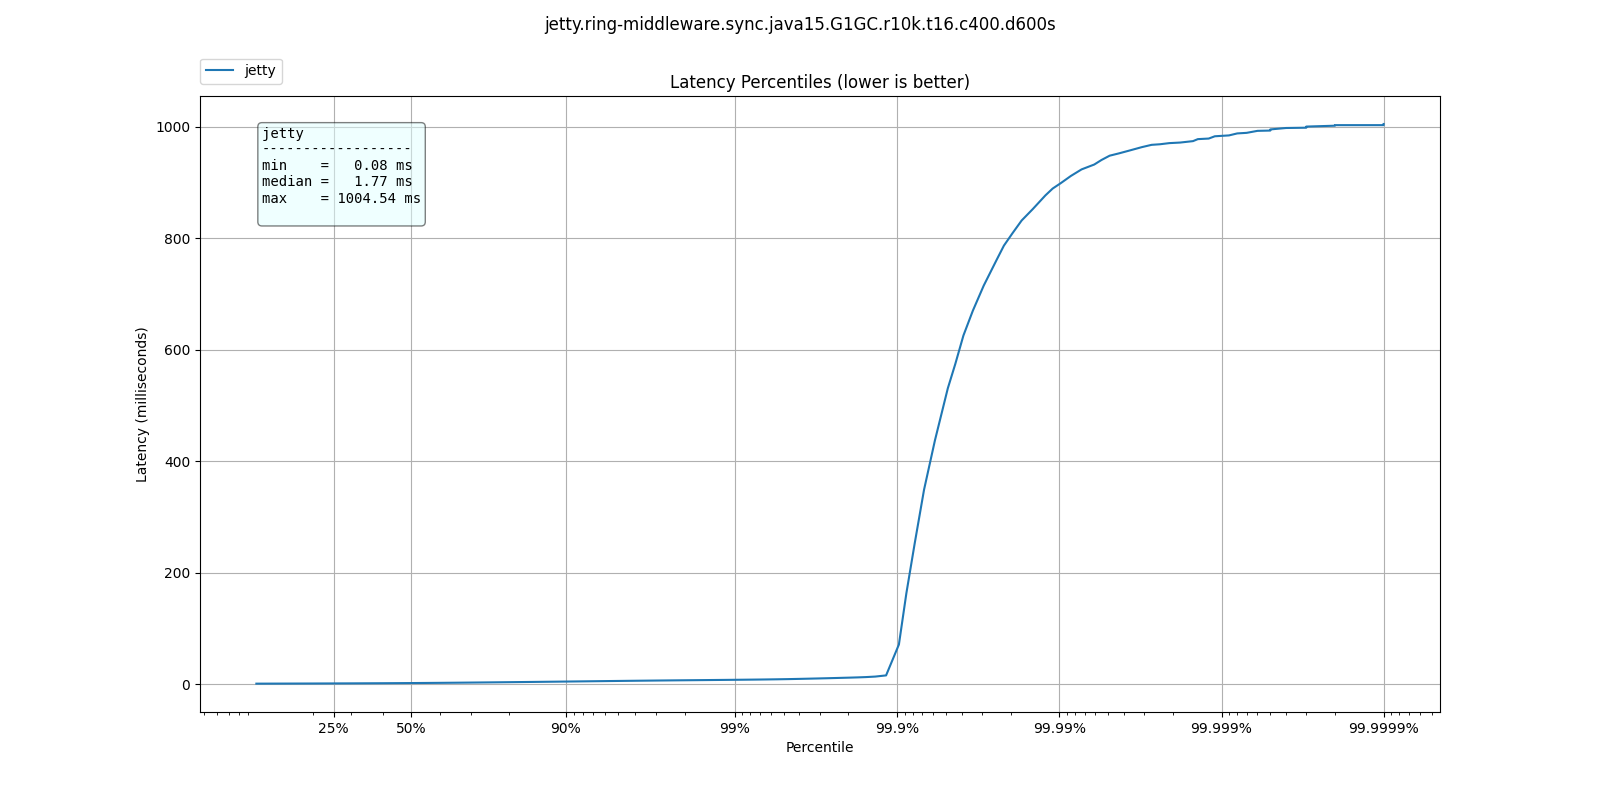 jetty.ring-middleware.sync.java15.G1GC.r10k.t16.c400.d600s
jetty
Latency Percentiles (lower is better)
jetty
------------------
min    =   0.08 ms
median =   1.77 ms
max    = 1004.54 ms
1000
800
600
400
200
0
Latency (milliseconds)
25% 50% 90% 99% 99.9% 99.99% 99.999% 99.9999%
Percentile